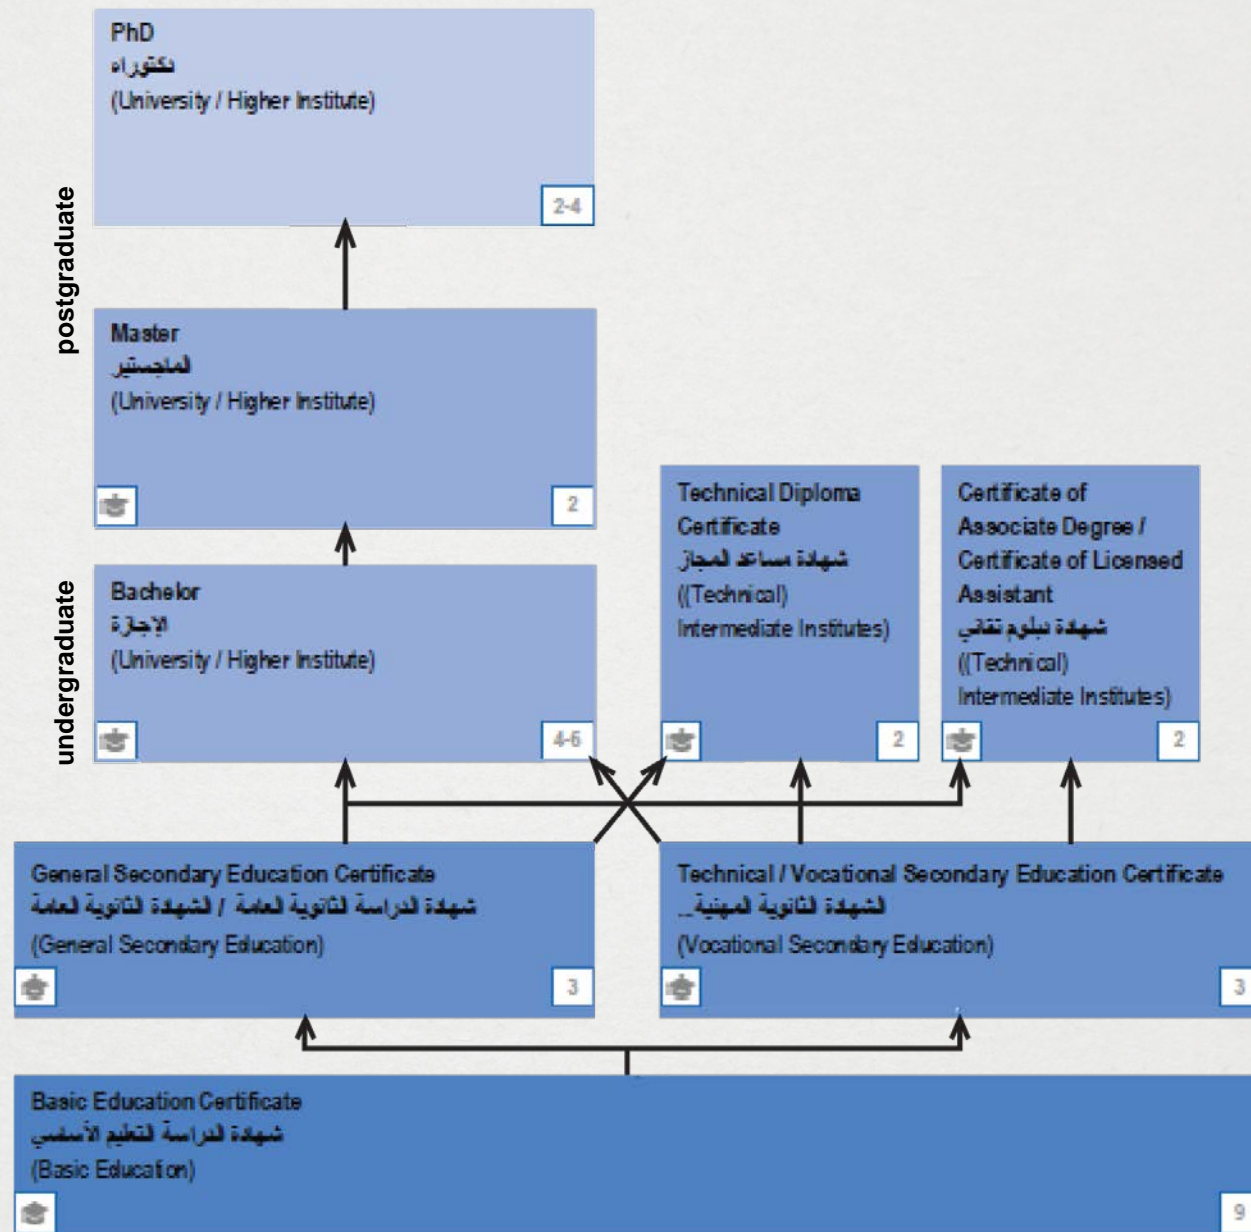 PhD
دكتوراه
(University / Higher Institute)
2-4
postgraduate
Master
الماجستير
(University / Higher Institute)
2
Technical Diploma
Certificate
شهادة مساعد المجاز
((Technical)
Intermediate Institutes)
2
Certificate of
Associate Degree /
Certificate of Licensed
Assistant
شهادة دبلوم تقاني
((Technical)
Intermediate Institutes)
2
undergraduate
Bachelor
الإجازة
(University / Higher Institute)
4-6
General Secondary Education Certificate
شهادة الدراسة الثانوية العامة / الشهادة الثانوية العامة
(General Secondary Education)
3
Technical / Vocational Secondary Education Certificate
الشهادة الثانوية المهنية_
(Vocational Secondary Education)
3
Basic Education Certificate
شهادة الدراسة التعليم الأساسي
(Basic Education)
9